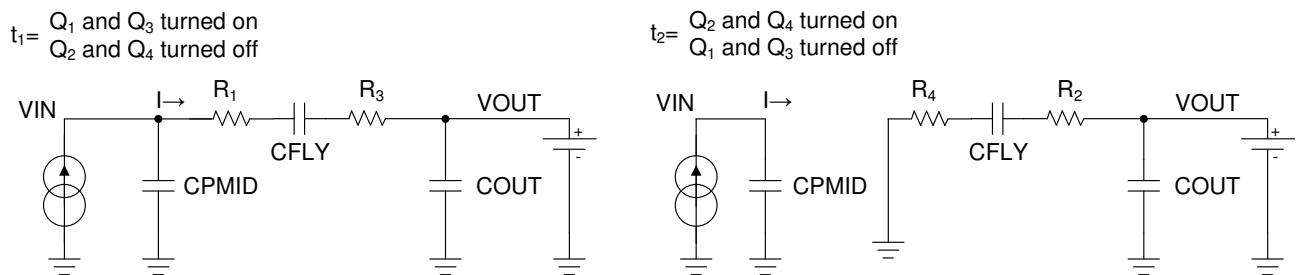 t1= Q1 and Q3 turned on
Q2 and Q4 turned off
VIN
I→
R1
R3
VOUT
+
-
CFLY
CPMID
COUT
t2= Q2 and Q4 turned on
Q1 and Q3 turned off
VIN
I→
R4
R2
VOUT
+
-
CFLY
CPMID
COUT